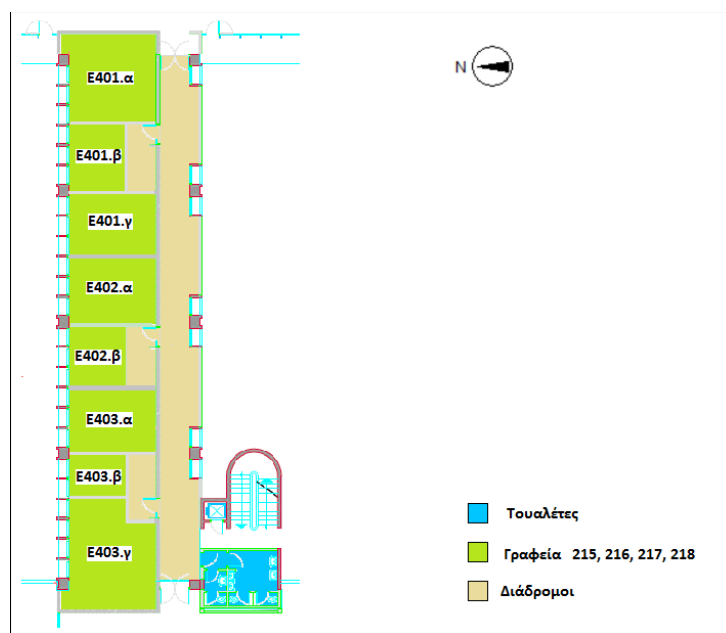 E401.α
N
E401.β
E401.γ
E402.α
E402.β
E403.α
E403.β
E403.γ
Τουαλέτες
Γραφεία 215, 216, 217, 218
Διάδρομοι